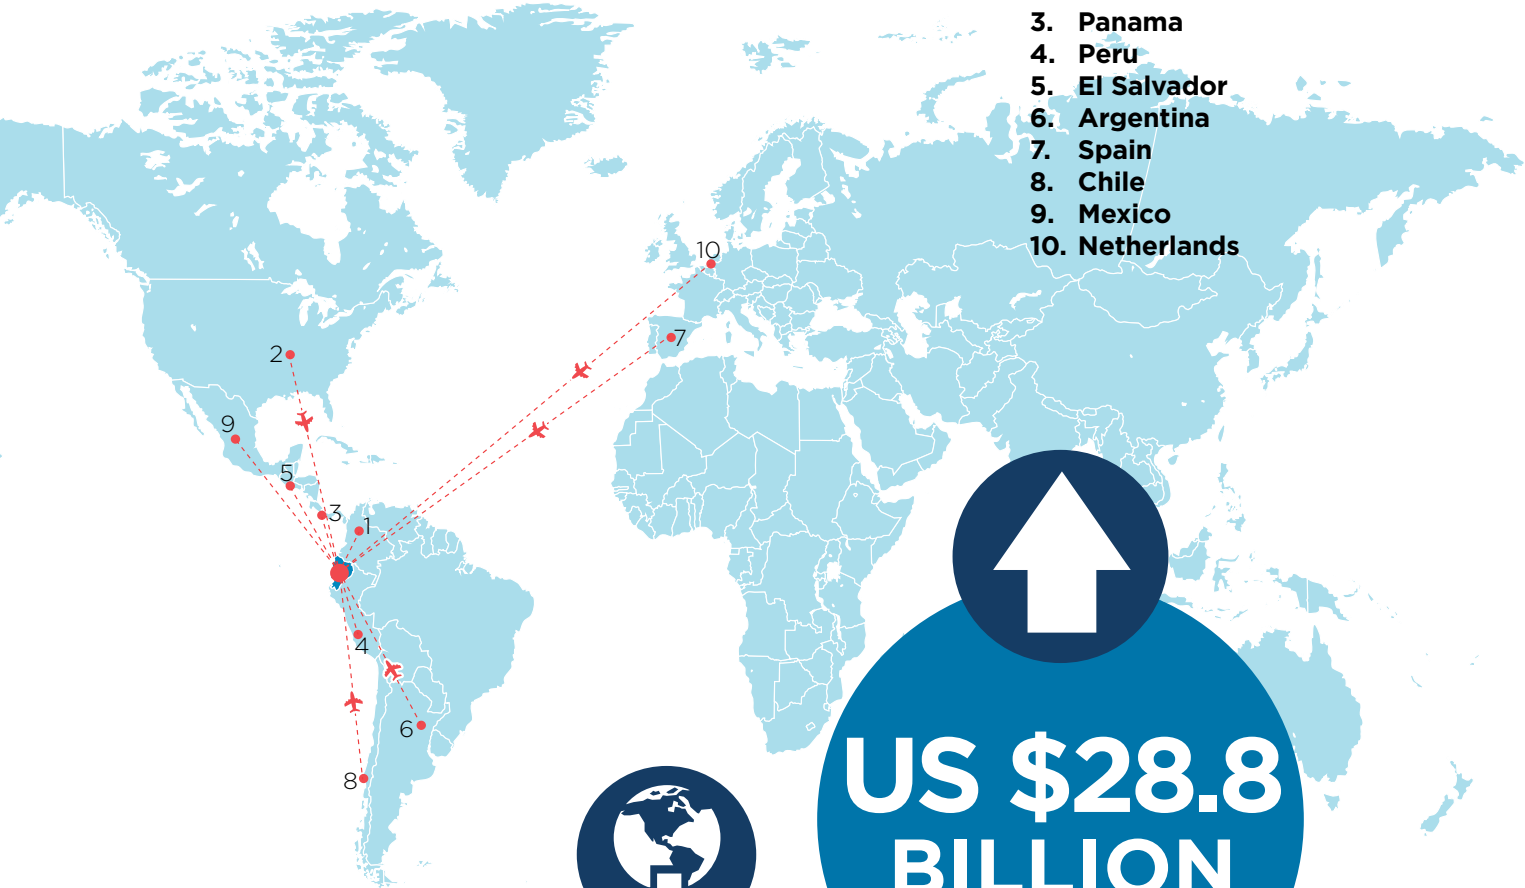 3. Panama
4. Peru
5. El Salvador
6. Argentina
7. Spain
8. Chile
9. Mexico
10. Netherlands
10
7
2
9
5
3
1
4
6
8
US $28.8
BILLION